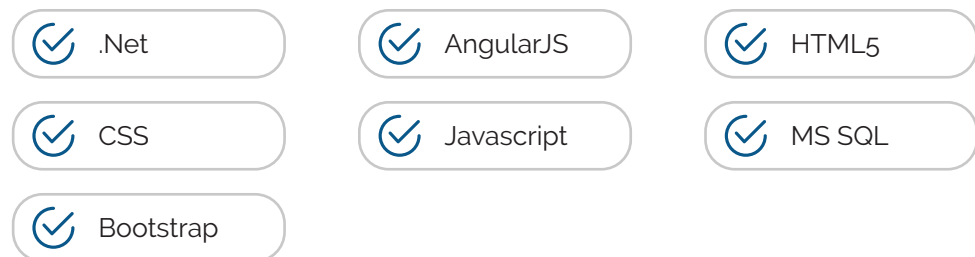 .Net
AngularJS
HTML5
CSS
Javascript
MS SQL
Bootstrap